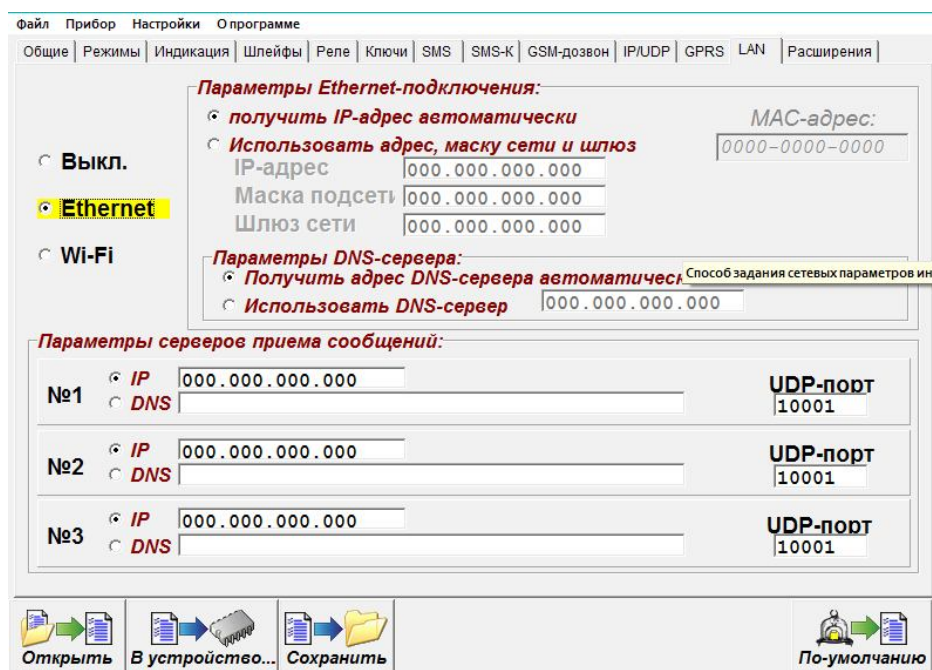 Файл Прибор Настройки О программе
Общие Режимы Индикация Шлейфы Реле Ключи SMS SMS-К GSM-дозвон IP/UDP GPRS LAN Расширения
Параметры Ethernet-подключения:
получить IP-адрес автоматически
МАС-адрес:
Использовать адрес, маску сети и шлюз
0000-0000-0000
Выкл.
IP-адрес 000.000.000.000
Маска подсети 000.000.000.000
Ethernet
Шлюз сети 000.000.000.000
Wi-Fi
Параметры DNS-сервера:
Получить адрес DNS-сервера автоматическ
Способ задания сетевых параметров ин
Использовать DNS-сервер 000.000.000.000
Параметры серверов приема сообщений:
№1
IP 000.000.000.000
UDP-порт
DNS
10001
№2
IP 000.000.000.000
UDP-порт
DNS
10001
№3
IP 000.000.000.000
UDP-порт
DNS
10001
Открыть В устройство... Сохранить По-умолчанию